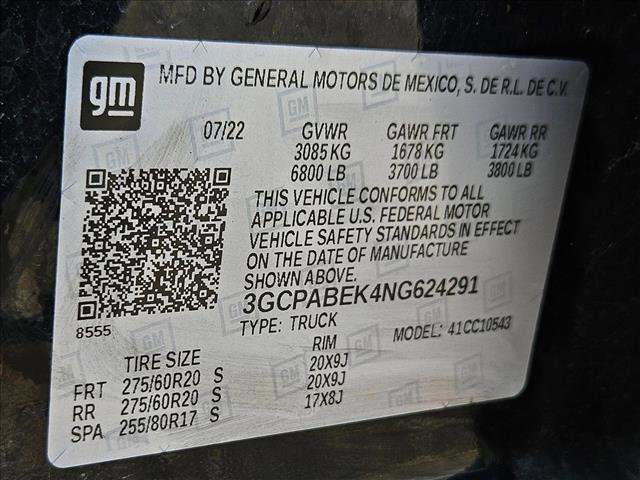 gm
MFD BY GENERAL MOTORS DE MEXICO, S. DE R.L. DE C.V.
07/22 GVWR GAWR FRT GAWR RR
3085 KG 1678 KG 1724 KG
6800 LB 3700 LB 3800 LB
THIS VEHICLE CONFORMS TO ALL
APPLICABLE U.S. FEDERAL MOTOR
VEHICLE SAFETY STANDARDS IN EFFECT
ON THE DATE OF MANUFACTURE
SHOWN ABOVE.
3GCPABEK4NG624291
8555 TYPE: TRUCK MODEL: 41CC10543
TIRE SIZE RIM
FRT 275/60R20 S 20X9J
RR 275/60R20 S 20X9J
SPA 255/80R17 S 17X8J